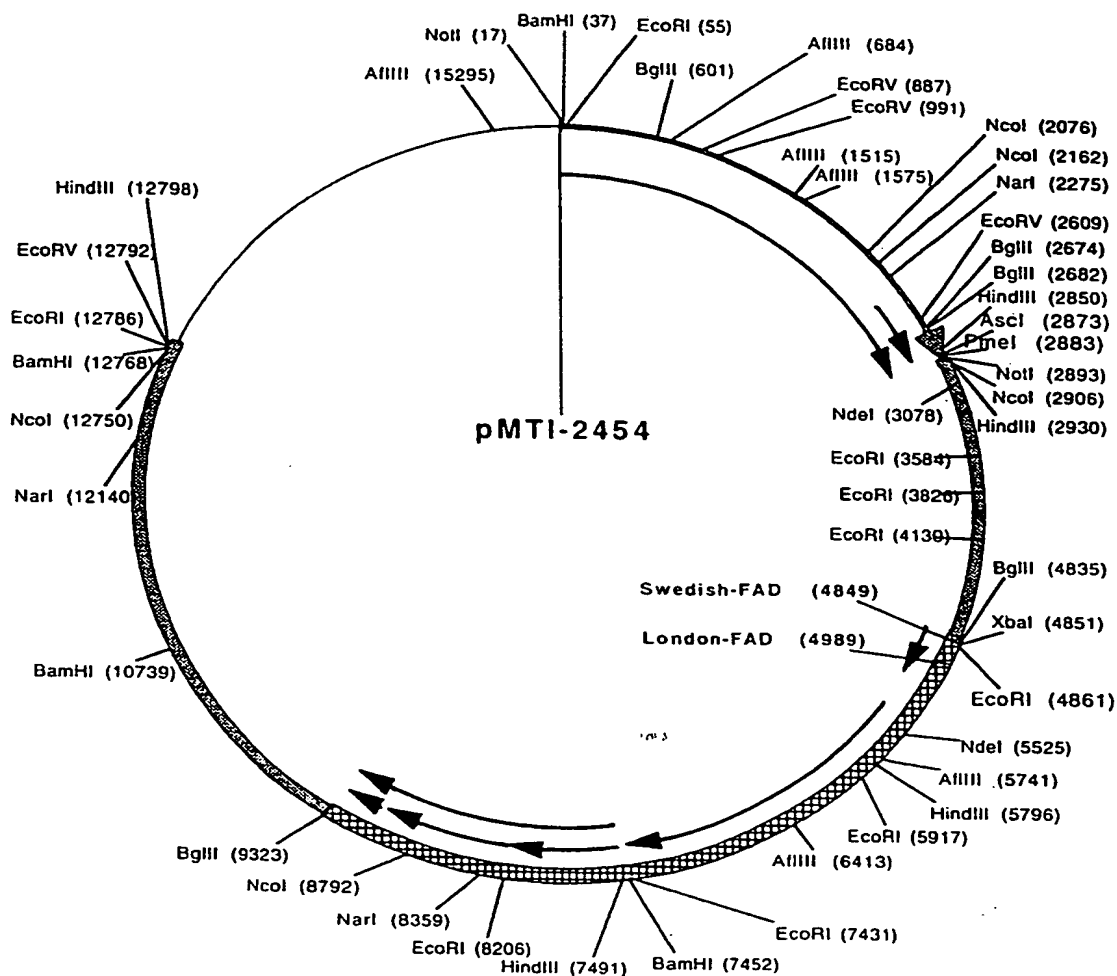 BamHI (37)
EcoRI (55)
NotI (17)
AflIII (684)
AflIII (15295)
BglII (601)
EcoRV (887)
EcoRV (991)
NcoI (2076)
AflIII (1515)
NcoI (2162)
AflIII (1575)
NarI (2275)
HindIII (12798)
EcoRV (2609)
EcoRV (12792)
BglII (2674)
BglII (2682)
HindIII (2850)
EcoRI (12786)
AscI (2873)
PmeI (2883)
BamHI (12768)
NotI (2893)
NcoI (2906)
NcoI (12750)
NdeI (3078)
HindIII (2930)
pMTI-2454
EcoRI (3584)
NarI (12140)
EcoRI (3826)
EcoRI (4130)
BglII (4835)
Swedish-FAD (4849)
XbaI (4851)
London-FAD (4989)
BamHI (10739)
EcoRI (4861)
NdeI (5525)
AflIII (5741)
HindIII (5796)
EcoRI (5917)
BglII (9323)
AflIII (6413)
NcoI (8792)
NarI (8359)
EcoRI (7431)
EcoRI (8206)
HindIII (7491)
BamHI (7452)